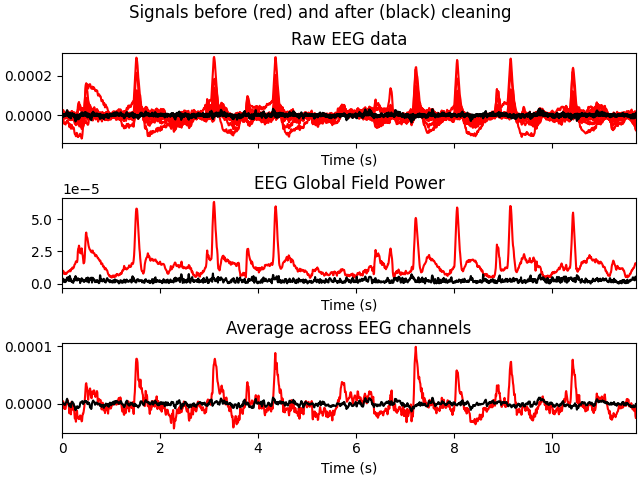 Signals before (red) and after (black) cleaning
Raw EEG data
0.0002
0.0000
Time (s)
EEG Global Field Power
1e−5
5.0
2.5
0.0
Time (s)
Average across EEG channels
0.0001
0.0000
0 2 4 6 8 10
Time (s)